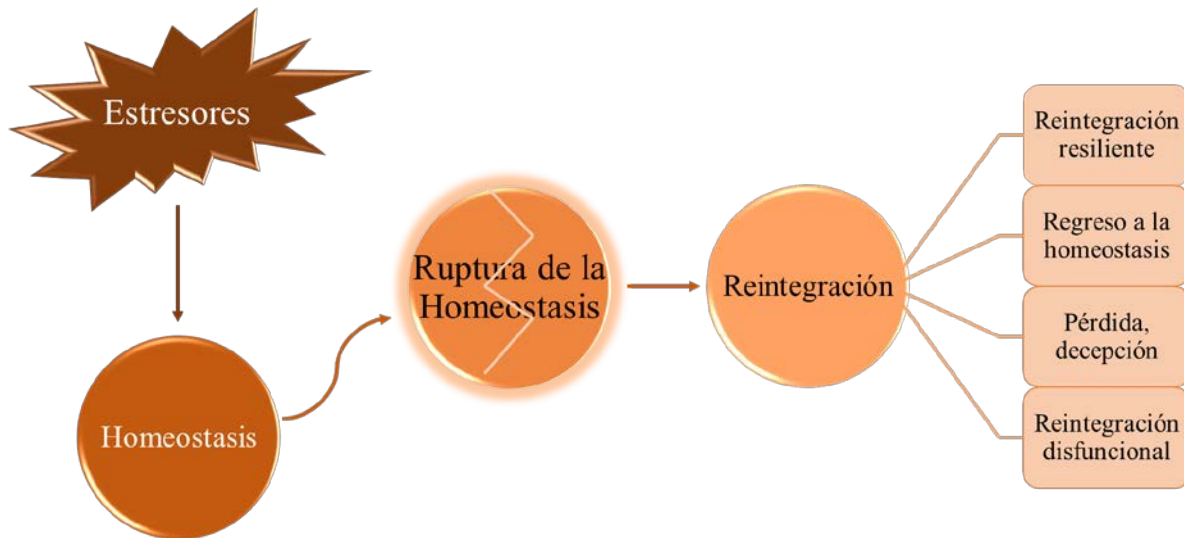 Estresores
Homeostasis
Ruptura de la
Homeostasis
Reintegración
Reintegración
resiliente
Regreso a la
homeostasis
Pérdida,
decepción
Reintegración
disfuncional